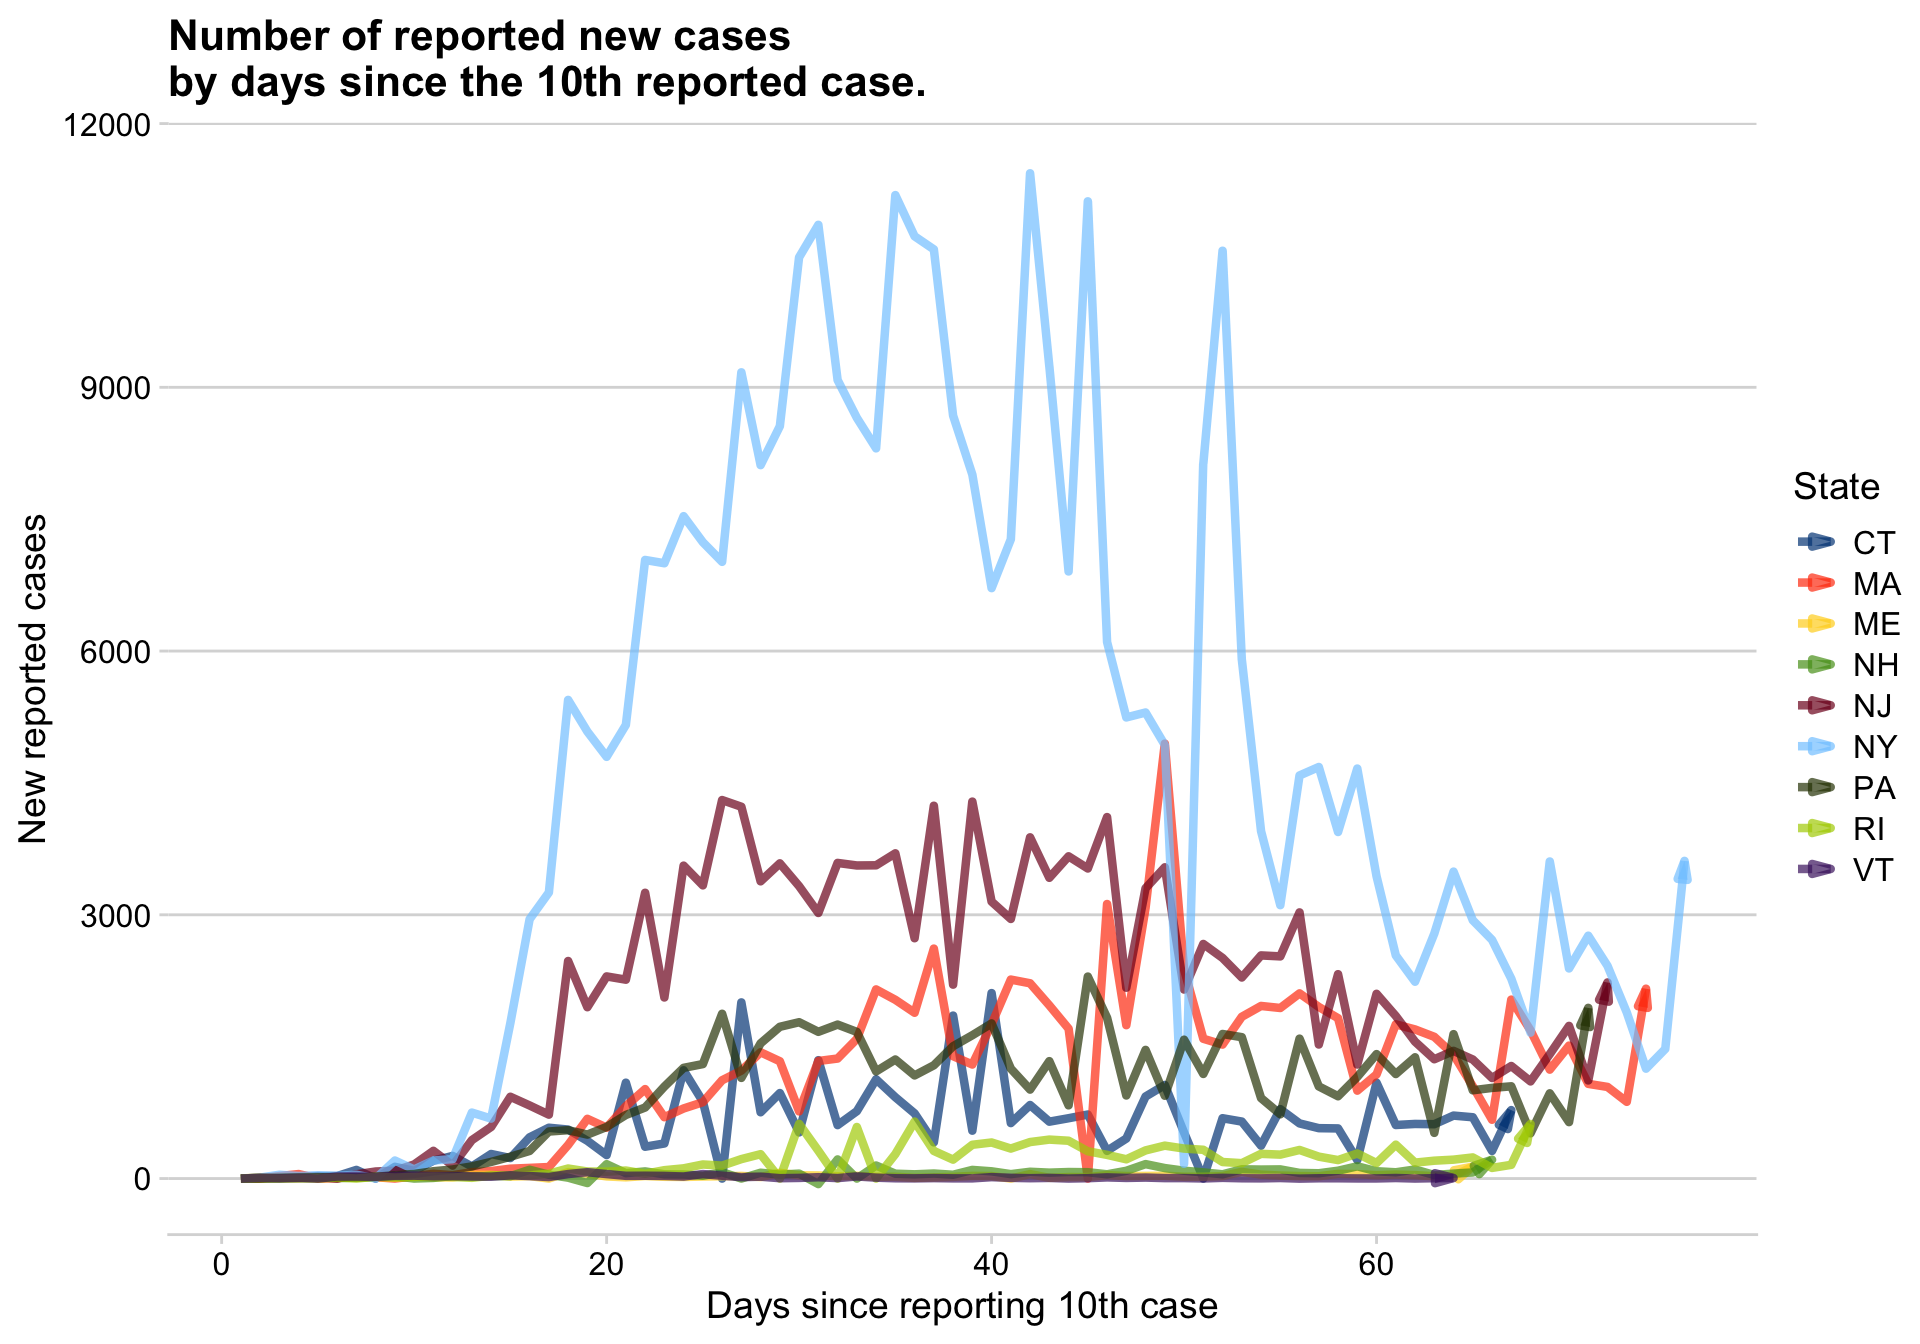 Number of reported new cases
by days since the 10th reported case.
12000
9000
6000
3000
0
New reported cases
0 20 40 60
Days since reporting 10th case
State
CT
MA
ME
NH
NJ
NY
PA
RI
VT